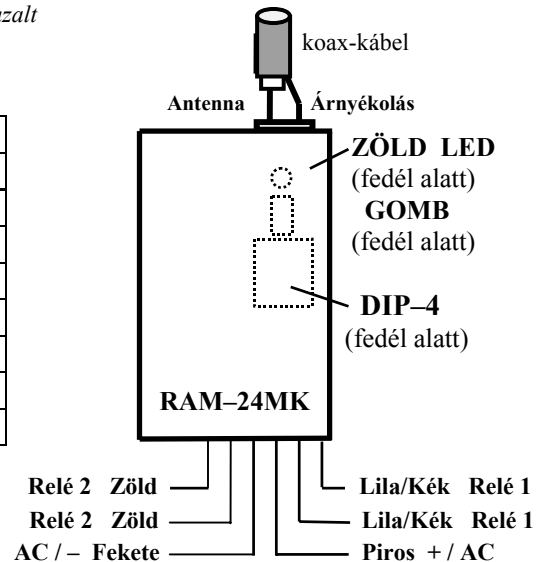 koax-kábel
Antenna Árnyékolás
ZÖLD LED
(fedél alatt)
GOMB
(fedél alatt)
DIP–4
(fedél alatt)
RAM–24MK
Relé 2 Zöld Lila/Kék Relé 1
Relé 2 Zöld Lila/Kék Relé 1
AC / – Fekete Piros + / AC